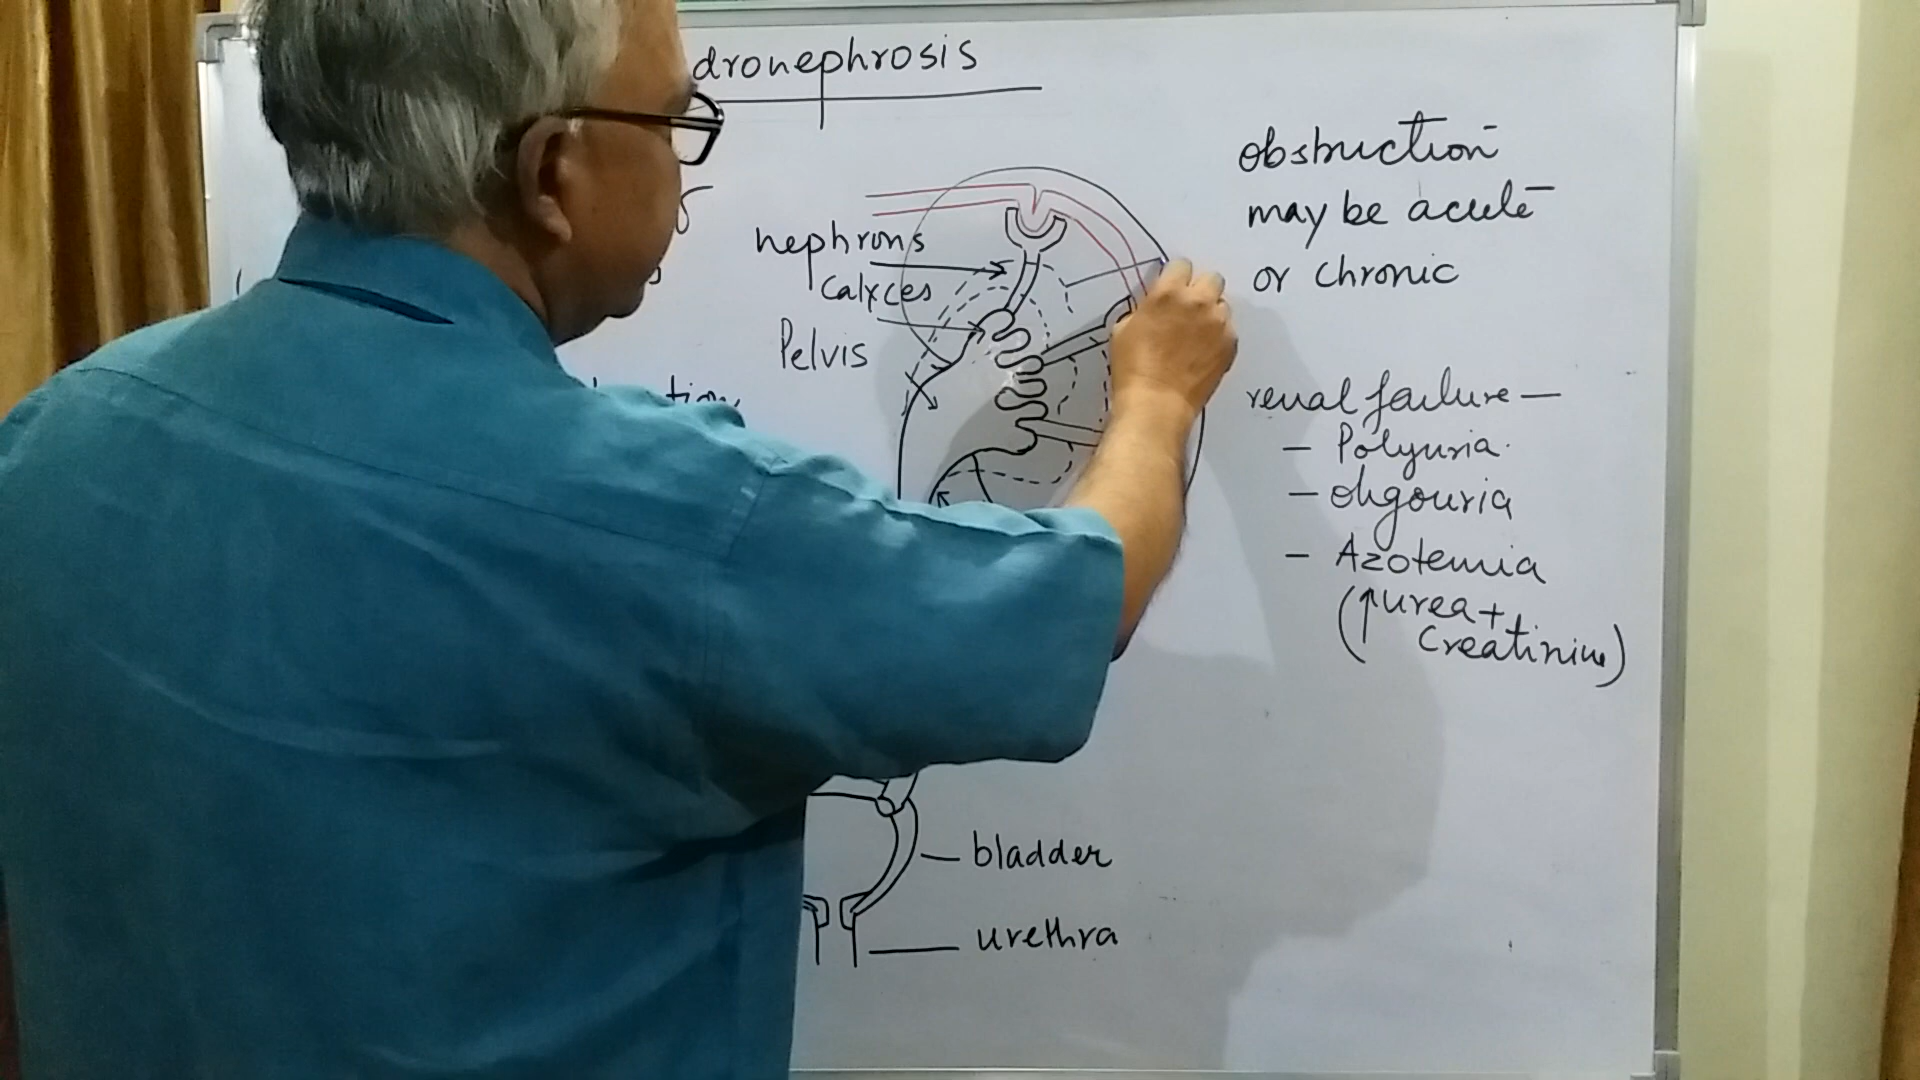 dronephrosis
nephrons
Calyces
Pelvis
bladder
urethra
obstruction
may be acute
or chronic
renal failure —
- Polyuria.
- oligouria
- Azotemia
(↑urea +
Creatinine)